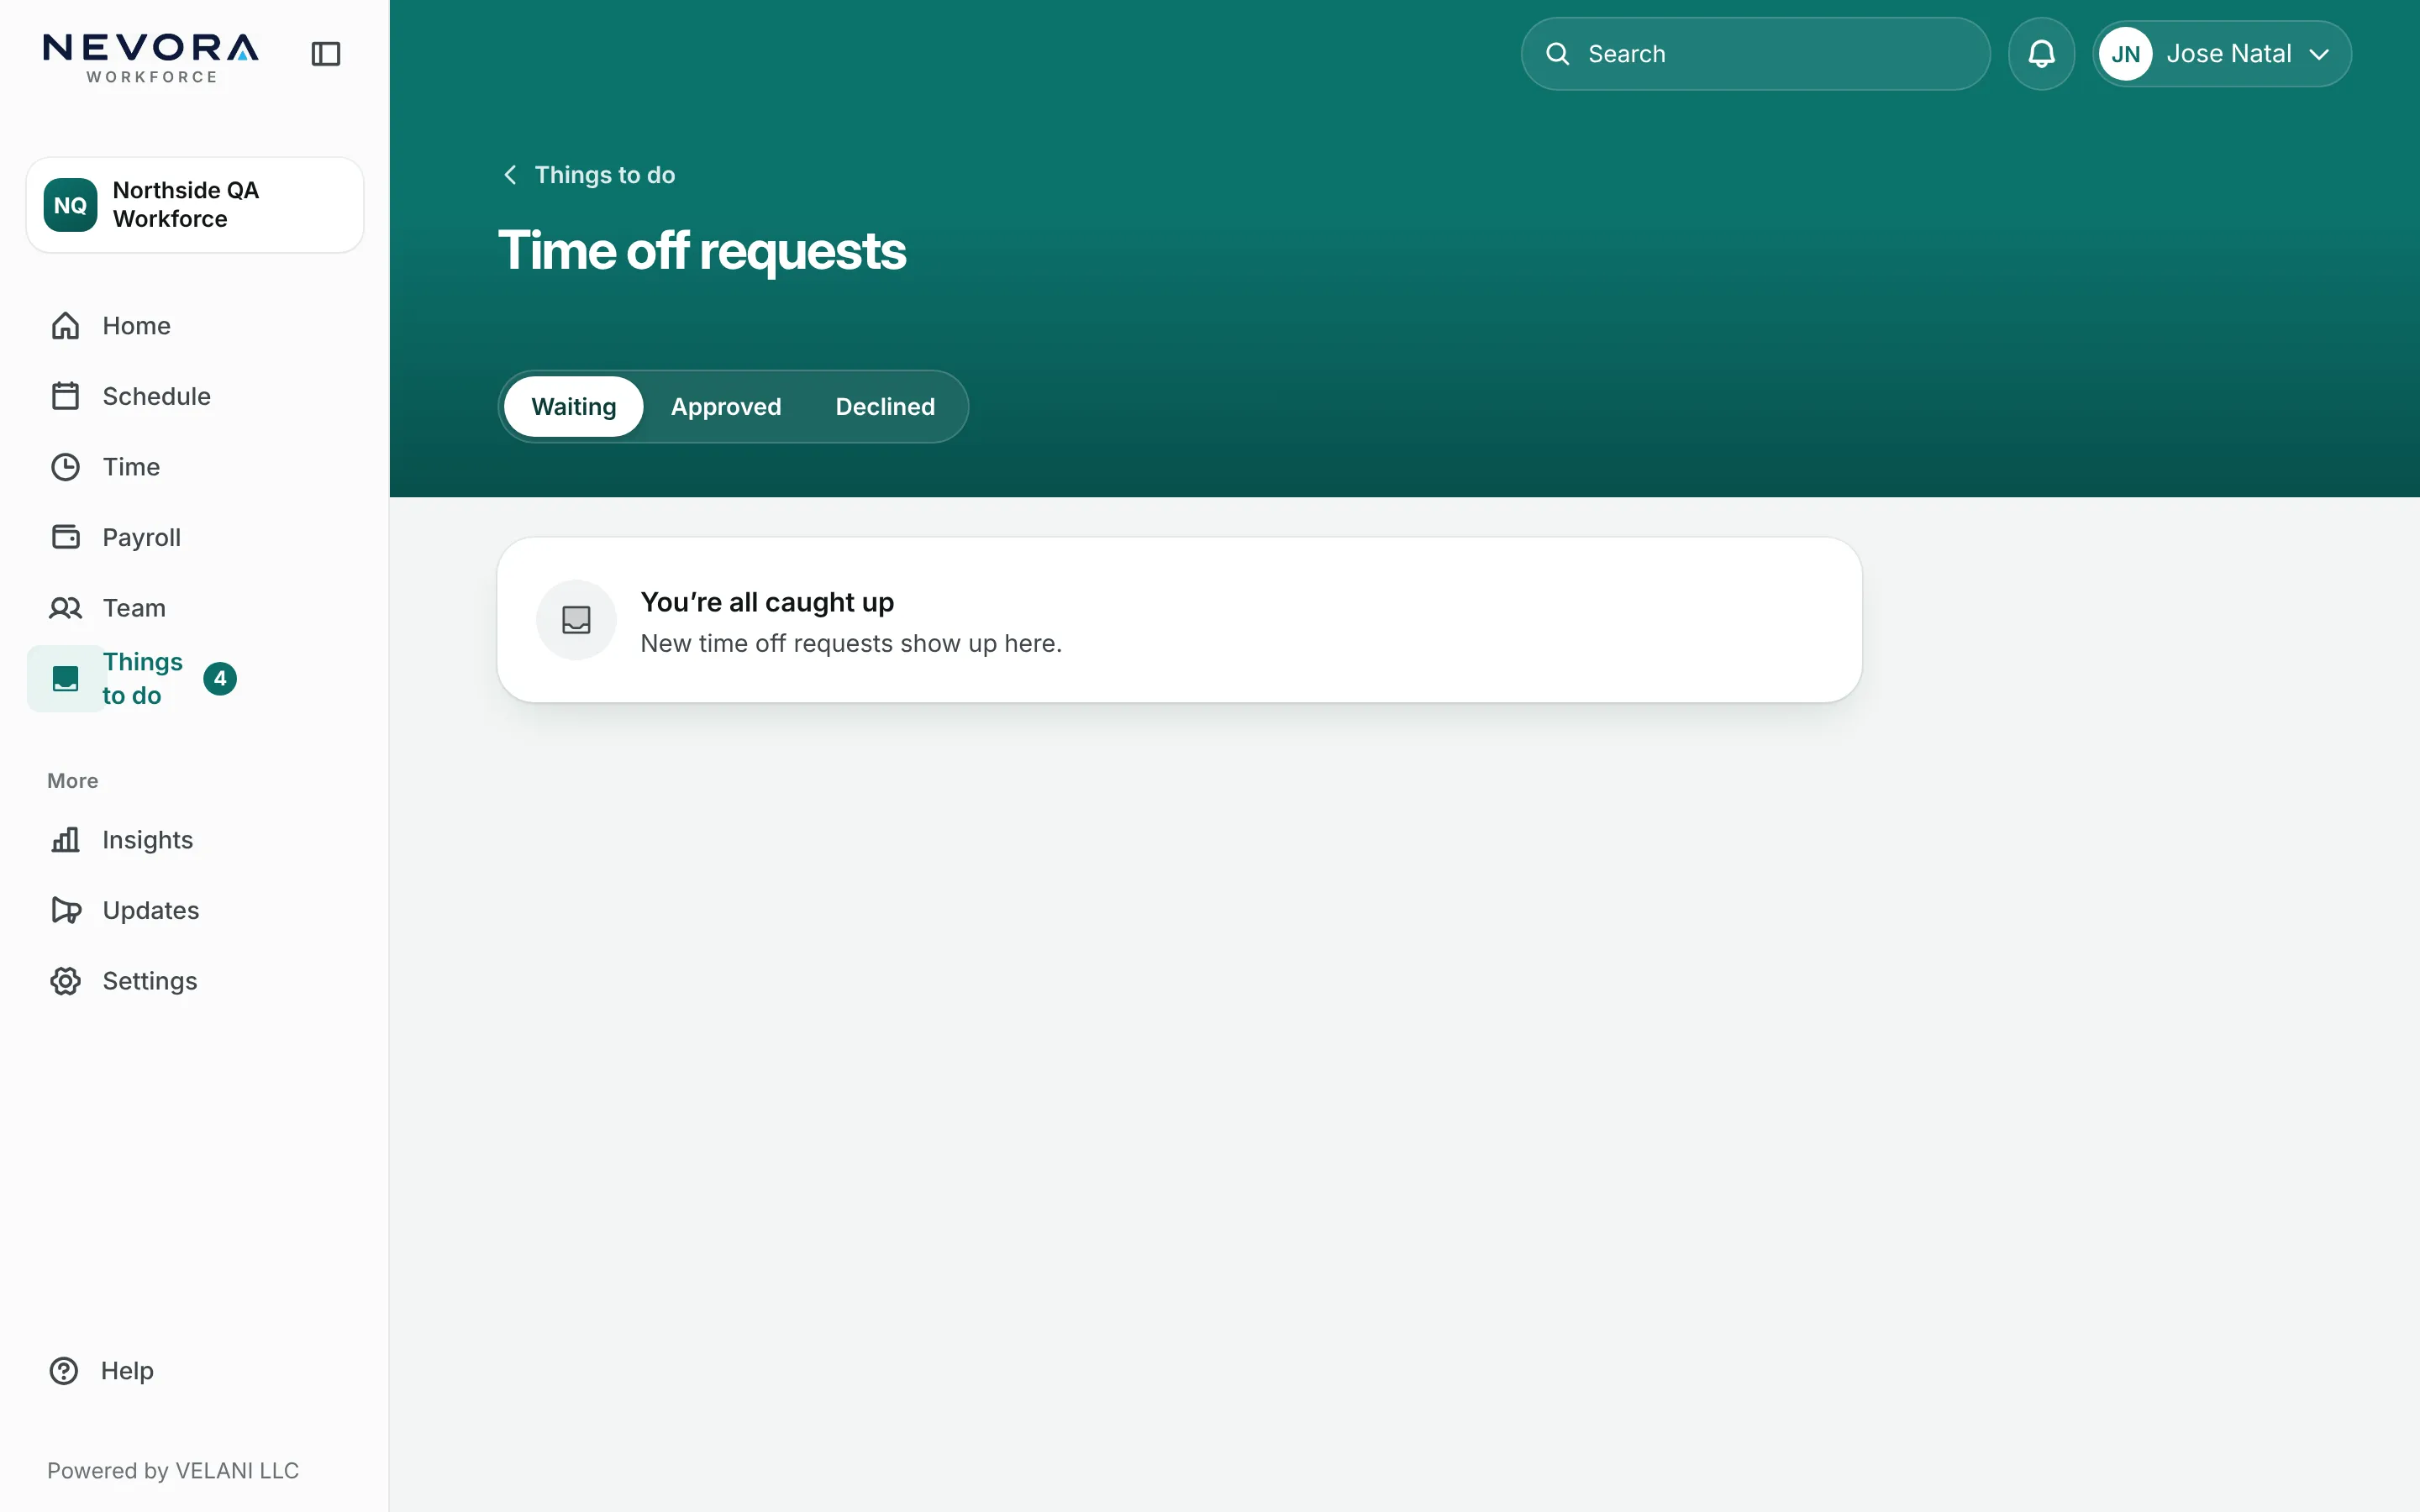 NEVORA
WORKFORCE
NQ
Northside QA
Workforce
Home
Schedule
Time
Payroll
Team
Things
to do
4
More
Insights
Updates
Settings
Help
Powered by VELANI LLC
Search
JN
Jose Natal
Things to do
Time off requests
Waiting
Approved
Declined
You’re all caught up
New time off requests show up here.